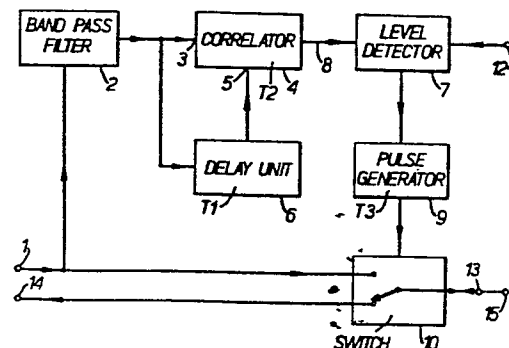 BAND PASS
FILTER
2
3
CORRELATOR
5
T2
4
8
LEVEL
DETECTOR
7
12
DELAY UNIT
T1
6
PULSE
GENERATOR
T3
9
1
14
13
15
SWITCH
10